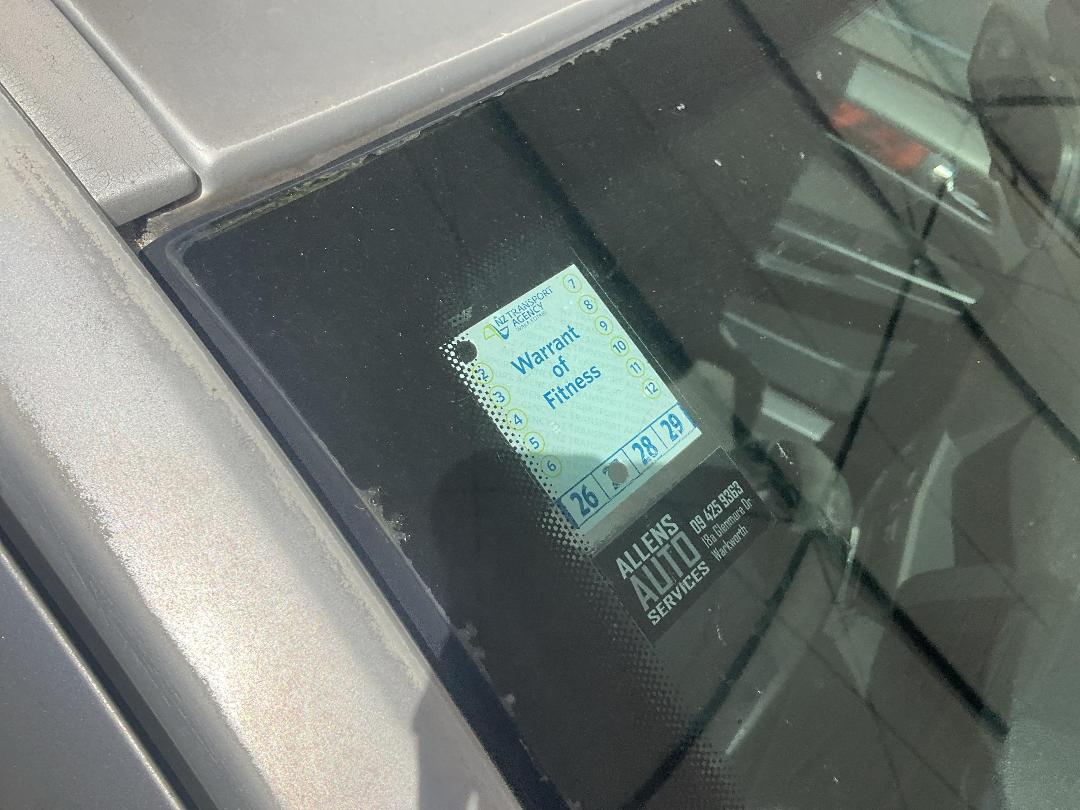 NZ TRANSPORT
AGENCY
7
8
9
10
11
12
Warrant
of
Fitness
2
3
4
5
6
26 28 29
ALLENS
AUTO
SERVICES
09 425 9363
18a Glenmore Dr
Warkworth